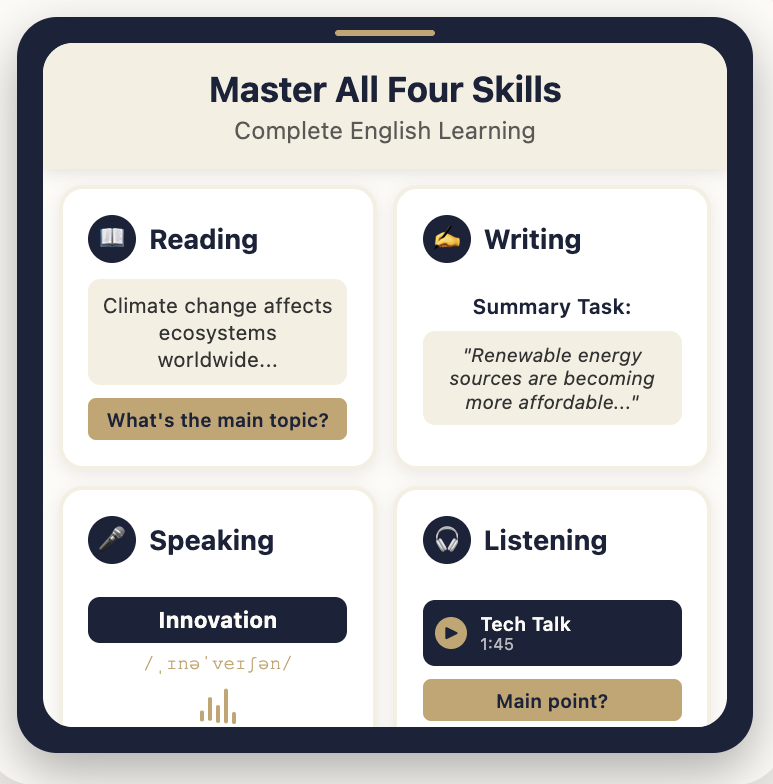 Master All Four Skills
Complete English Learning
Reading
Climate change affects
ecosystems
worldwide...
What's the main topic?
Writing
Summary Task:
"Renewable energy
sources are becoming
more affordable..."
Speaking
Innovation
/ˌɪnəˈveɪʃən/
Listening
Tech Talk
1:45
Main point?